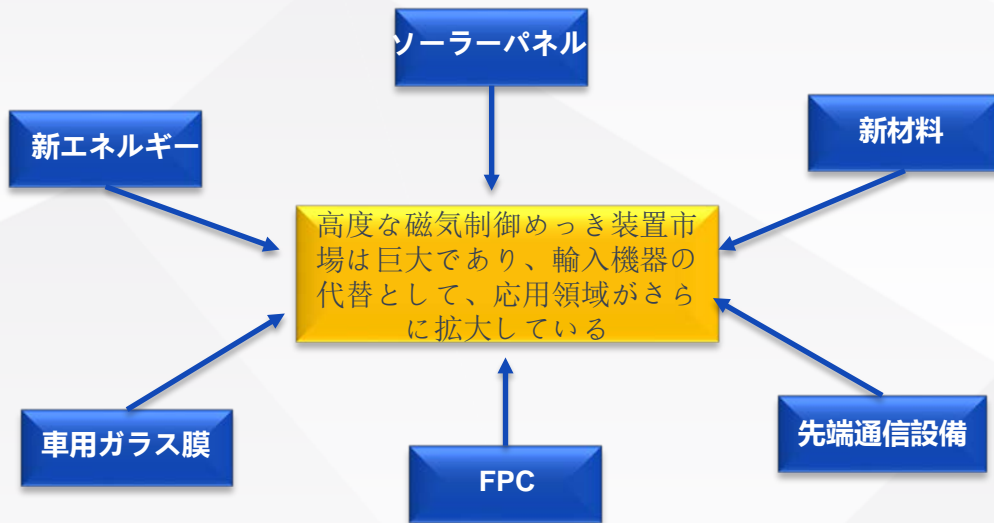 ソーラーパネル
新エネルギー
新材料
高度な磁気制御めっき装置市
場は巨大であり、輸入機器の
代替として、応用領域がさら
に拡大している
車用ガラス膜
先端通信設備
FPC